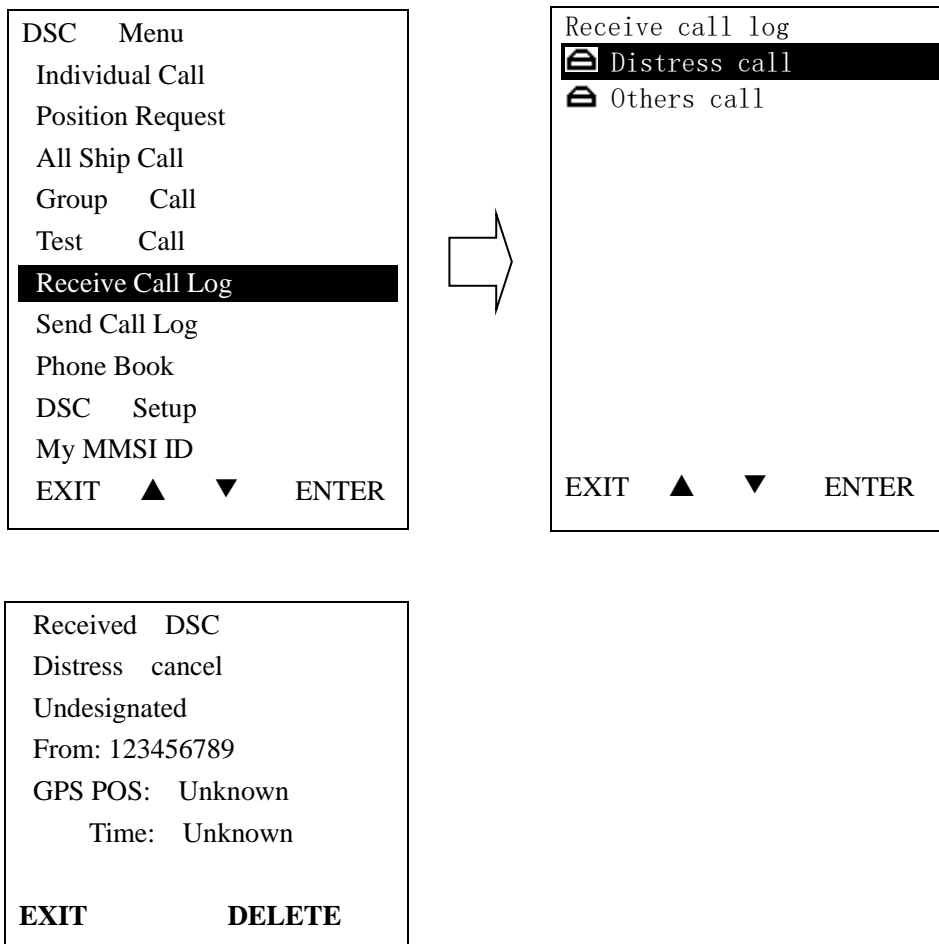 DSC Menu
Individual Call
Position Request
All Ship Call
Group Call
Test Call
Receive Call Log
Send Call Log
Phone Book
DSC Setup
My MMSI ID
EXIT ▲ ▼ ENTER
Receive call log
Distress call
Others call
EXIT ▲ ▼ ENTER
Received DSC
Distress cancel
Undesignated
From: 123456789
GPS POS: Unknown
Time: Unknown
EXIT DELETE